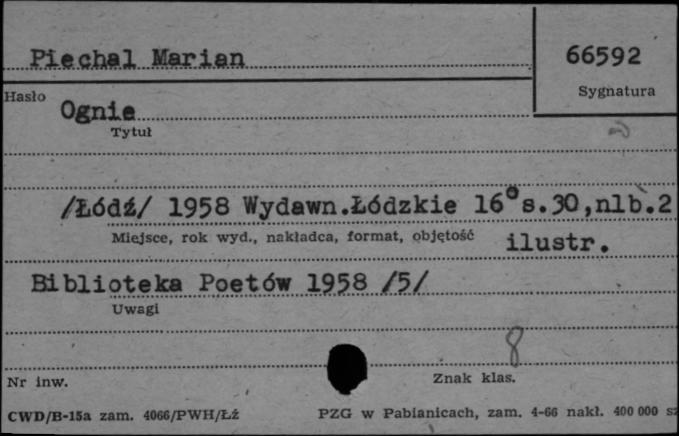 Piechal Marian
66592
Hasło
Sygnatura
Ognie
Tytuł
/Łódź/ 1958 Wydawn.Łódzkie 16° s.30,nlb.2
Miejsce, rok wyd., nakładca, format, objętość
ilustr.
Biblioteka Poetów 1958 /5/
Uwagi
8
Nr inw.
Znak klas.
CWD/B-15a zam. 4066/PWH/Łż
PZG w Pabianicach, zam. 4-66 nakł. 400 000 sz